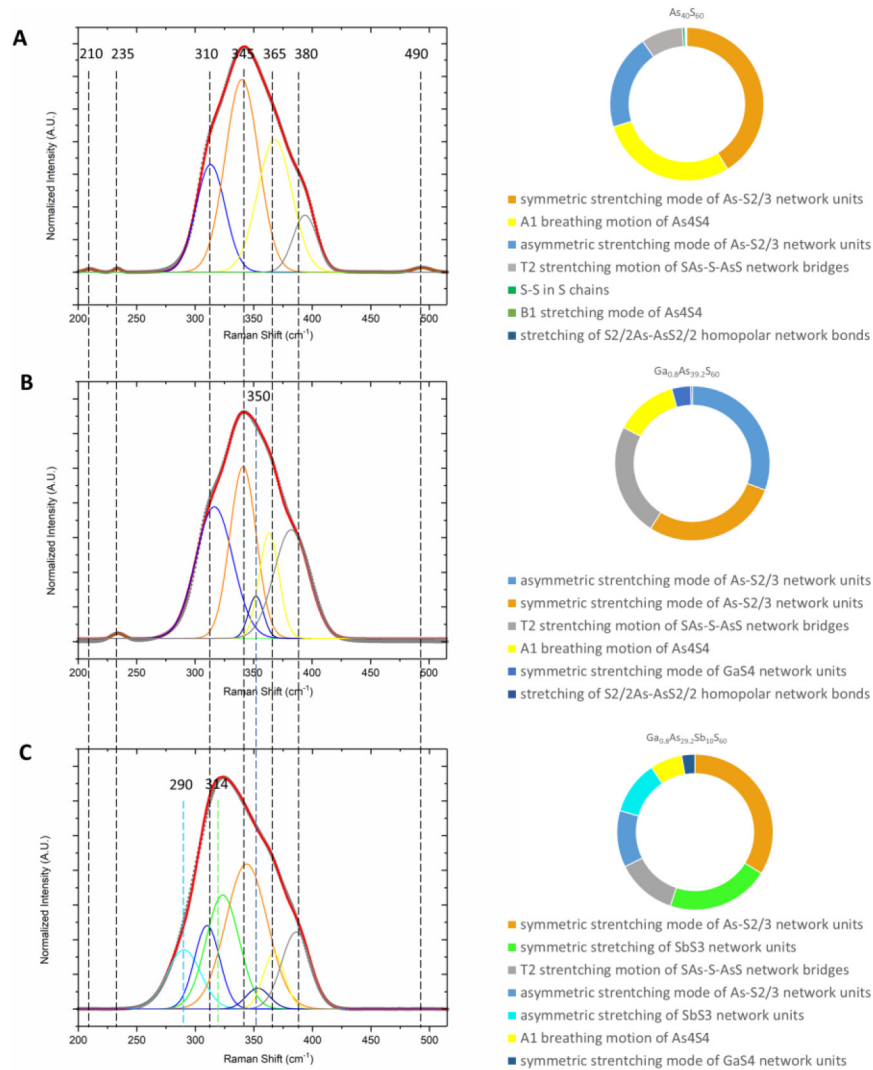 A
As40S60
210 235 310 345 365 380 490
Normalized Intensity (A.U.)
200 250 300 350 400 450 500
Raman Shift (cm-1)
symmetric strentching mode of As-S2/3 network units
A1 breathing motion of As4S4
asymmetric strentching mode of As-S2/3 network units
T2 strentching motion of SAs-S-AsS network bridges
S-S in S chains
B1 stretching mode of As4S4
stretching of S2/2As-AsS2/2 homopolar network bonds
B
Ga0.8As39.2S60
350
Normalized Intensity (A.U.)
200 250 300 350 400 450 500
Raman Shift (cm-1)
asymmetric strentching mode of As-S2/3 network units
symmetric strentching mode of As-S2/3 network units
T2 strentching motion of SAs-S-AsS network bridges
A1 breathing motion of As4S4
symmetric stretching mode of GaS4 network units
stretching of S2/2As-AsS2/2 homopolar network bonds
C
Ga0.8As29.2Sb10S60
290 314
Normalized Intensity (A.U.)
200 250 300 350 400 450 500
Raman Shift (cm-1)
symmetric strentching mode of As-S2/3 network units
symmetric stretching of SbS3 network units
T2 strentching motion of SAs-S-AsS network bridges
asymmetric strentching mode of As-S2/3 network units
asymmetric stretching of SbS3 network units
A1 breathing motion of As4S4
symmetric stretching mode of GaS4 network units